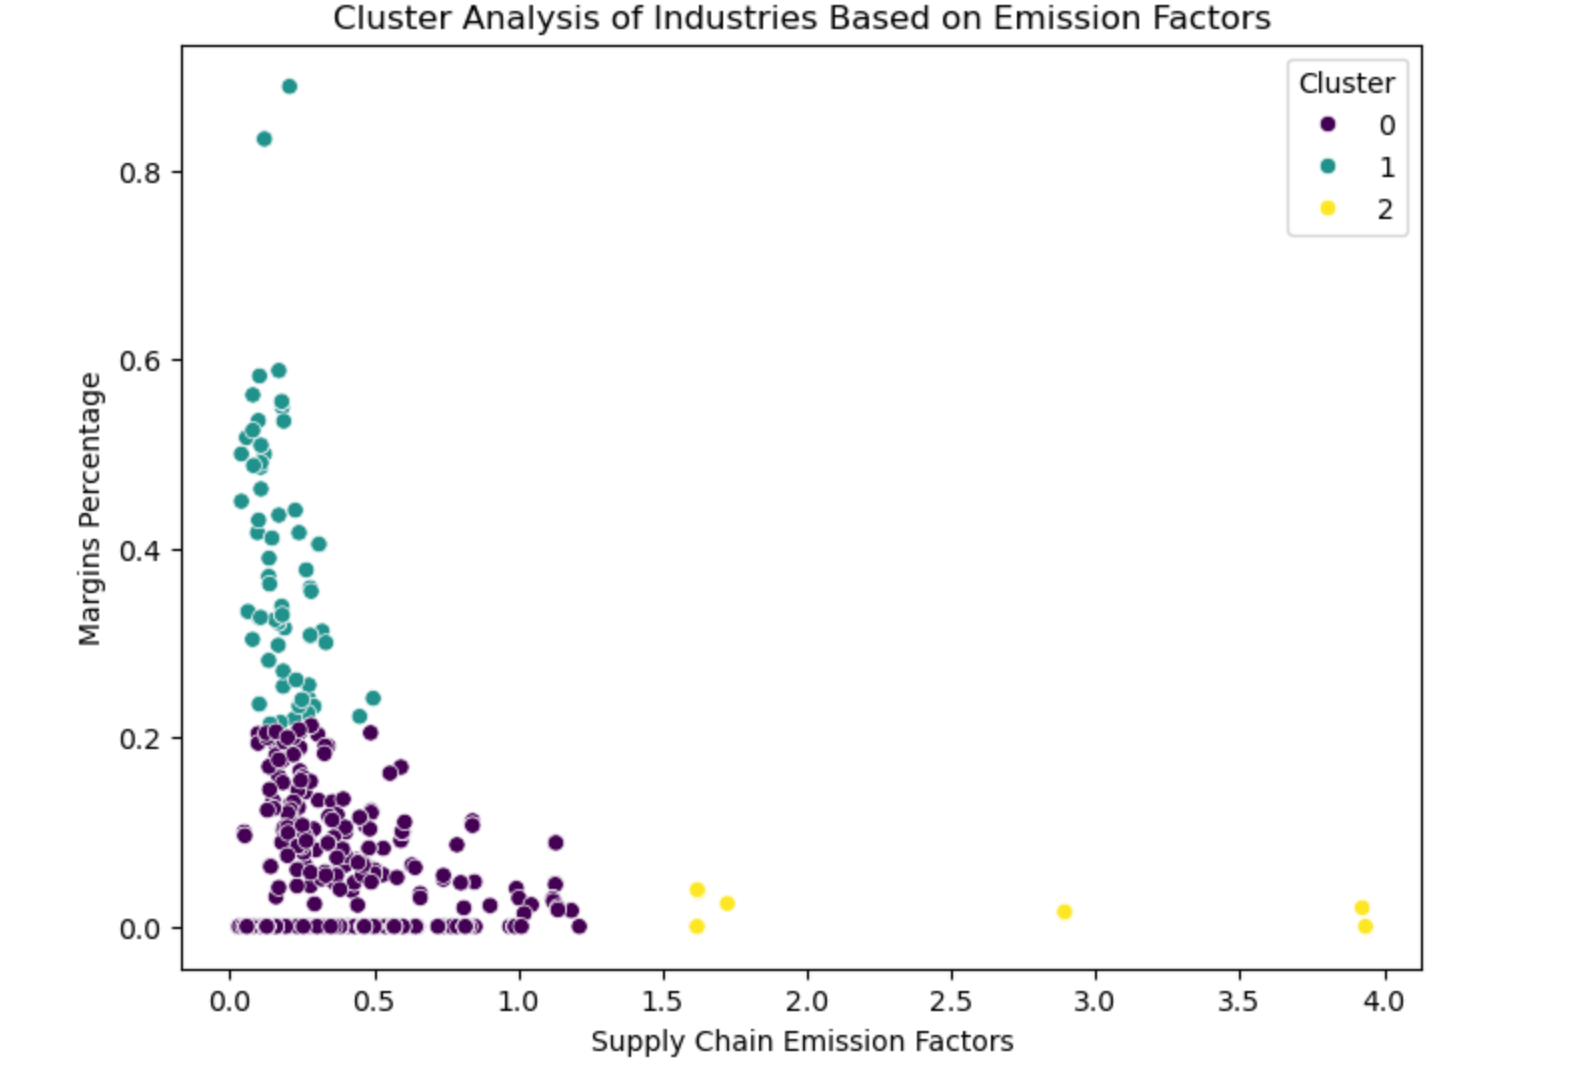 Cluster Analysis of Industries Based on Emission Factors
Cluster
0
1
2
Margins Percentage
0.8
0.6
0.4
0.2
0.0
0.0 0.5 1.0 1.5 2.0 2.5 3.0 3.5 4.0
Supply Chain Emission Factors